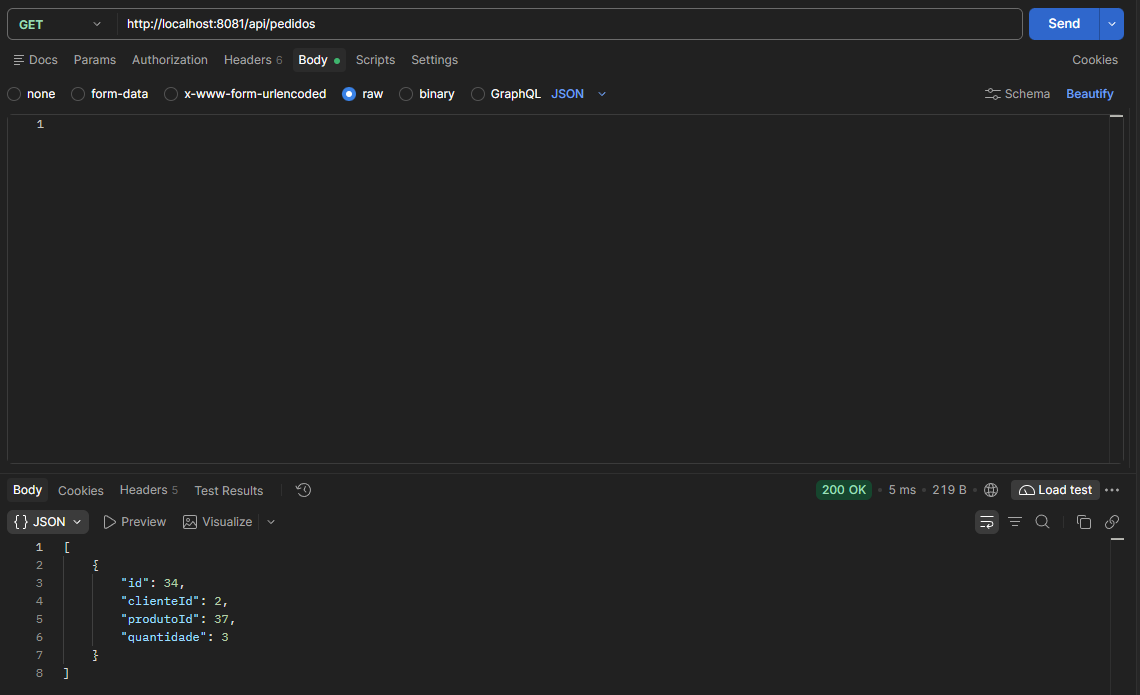 GET http://localhost:8081/api/pedidos Send
Docs Params Authorization Headers 6 Body Scripts Settings Cookies
none form-data x-www-form-urlencoded raw binary GraphQL JSON Schema Beautify
1
Body Cookies Headers 5 Test Results 200 OK • 5 ms • 219 B • Load test
{} JSON Preview Visualize
1 [
2 {
3 "id": 34,
4 "clienteId": 2,
5 "produtoId": 37,
6 "quantidade": 3
7 }
8 ]